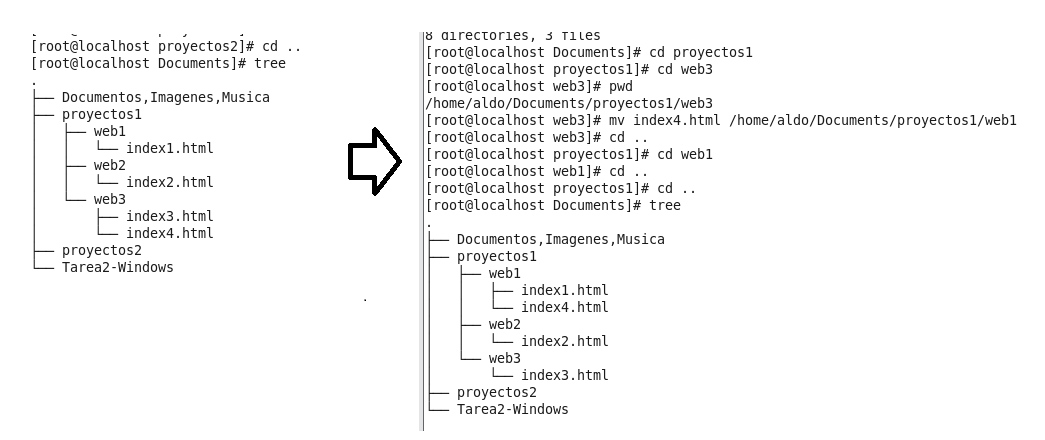 [root@localhost proyectos2]# cd ..
[root@localhost Documents]# tree
.
├── Documentos,Imagenes,Musica
├── proyectos1
│   ├── web1
│   │   └── index1.html
│   ├── web2
│   │   └── index2.html
│   └── web3
│       ├── index3.html
│       └── index4.html
├── proyectos2
└── Tarea2-Windows
8 directories, 3 files
[root@localhost Documents]# cd proyectos1
[root@localhost proyectos1]# cd web3
[root@localhost web3]# pwd
/home/aldo/Documents/proyectos1/web3
[root@localhost web3]# mv index4.html /home/aldo/Documents/proyectos1/web1
[root@localhost web3]# cd ..
[root@localhost proyectos1]# cd web1
[root@localhost web1]# cd ..
[root@localhost proyectos1]# cd ..
[root@localhost Documents]# tree
.
├── Documentos,Imagenes,Musica
├── proyectos1
│   ├── web1
│   │   ├── index1.html
│   │   └── index4.html
│   ├── web2
│   │   └── index2.html
│   └── web3
│       └── index3.html
├── proyectos2
└── Tarea2-Windows